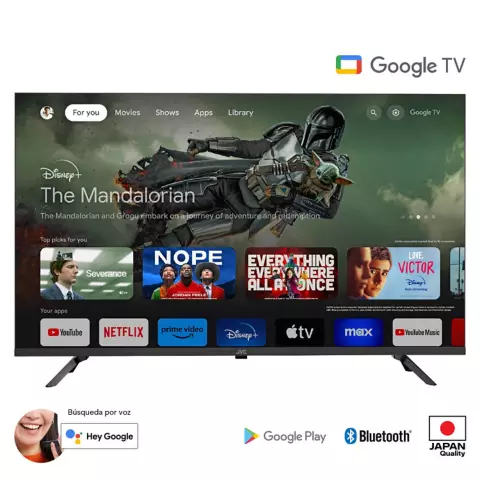 Google TV
For you
Movies
Shows
Apps
Library
Google TV
Disney+
The Mandalorian
The Mandalorian and Grogu embark on a journey of adventure and redemption
Top picks for you
Severance
NOPE
JORDAN PEELE
EVERYTHING
EVERYWHERE
ALL AT ONCE
LOVE,
VICTOR
Disney+
Your apps
YouTube
NETFLIX
prime video
Disney+
tv
max
YouTube Music
JVC
Búsqueda por voz
Hey Google
Google Play
Bluetooth®
JAPAN
Quality